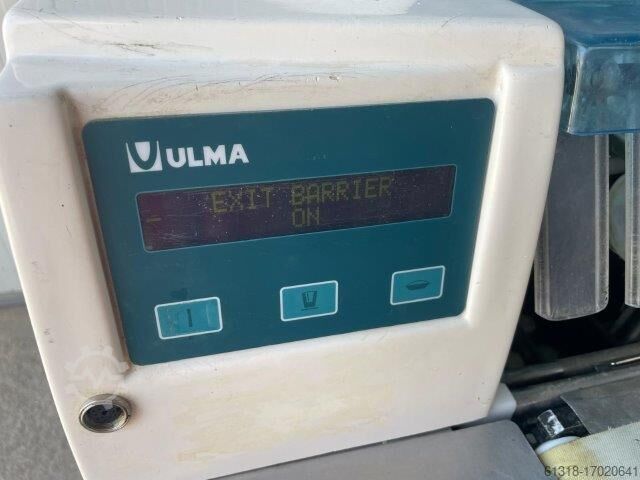 ULMA
EXIT BARRIER
ON
61318-17020641